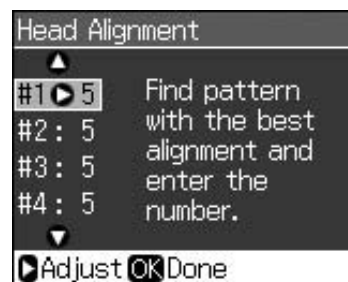 Head Alignment
#1 5
#2: 5
#3: 5
#4: 5
Find pattern
with the best
alignment and
enter the
number.
Adjust OK Done